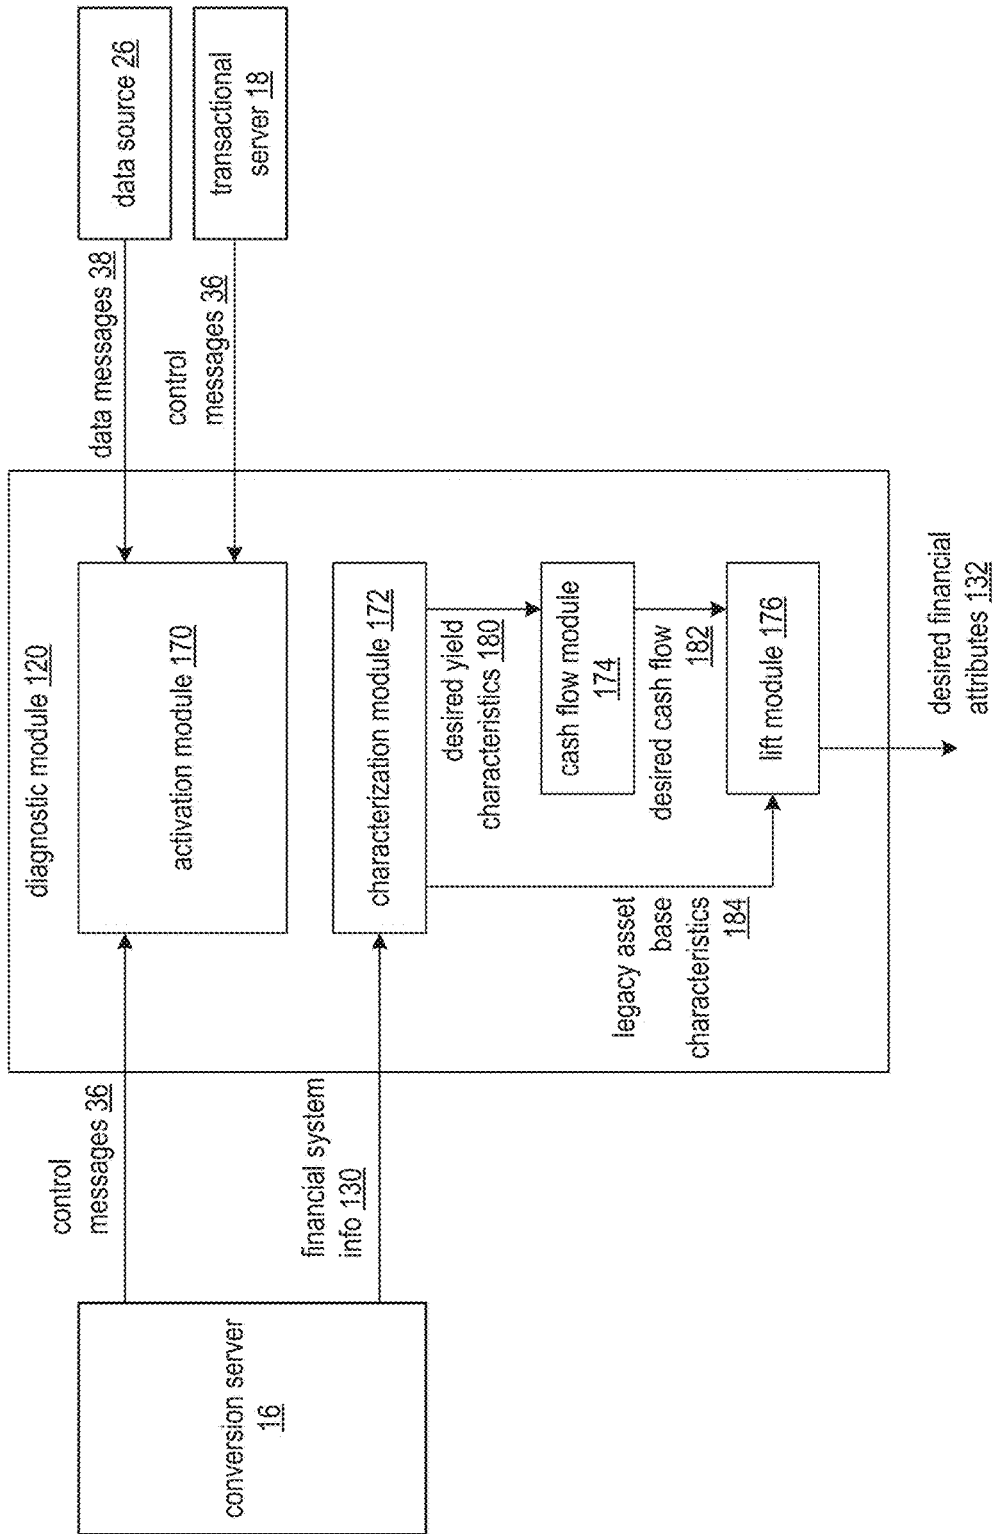 diagnostic module 120
control
messages 36
activation module 170
data messages 38
data source 26
control
messages 36
transactional
server 18
conversion server
16
financial system
info 130
characterization module 172
desired yield
characteristics 180
cash flow module
174
legacy asset
base
characteristics
184
desired cash flow
182
lift module 176
desired financial
attributes 132